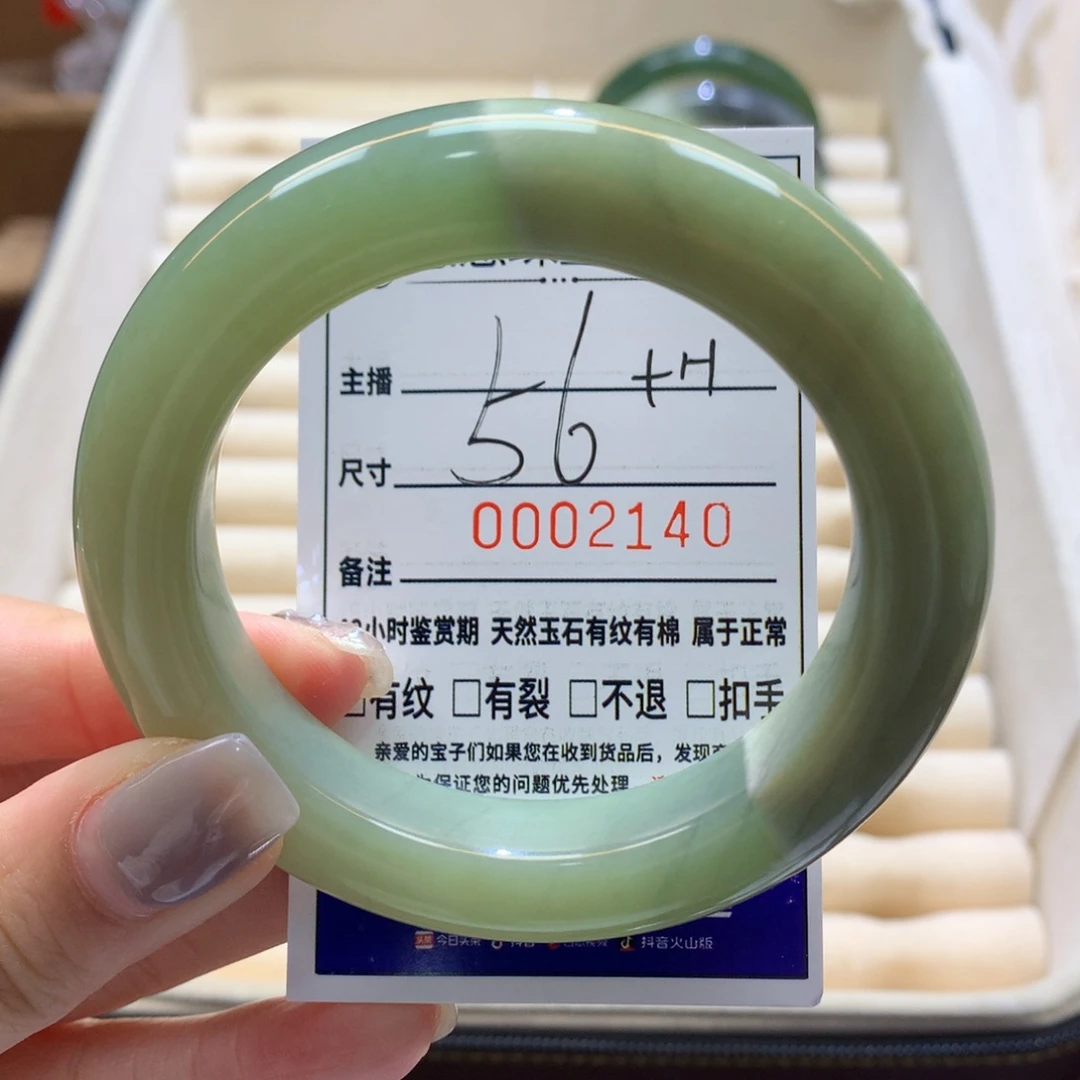 主播
56 +H
尺寸
0002140
备注
小时鉴赏期 天然玉石有纹有棉 属于正常
□有纹 □有裂 □不退 □扣手
亲爱的宝子们如果您在收到货品后，发现
保证您的问题优先处理
今日头条 抖音 抖音火山版